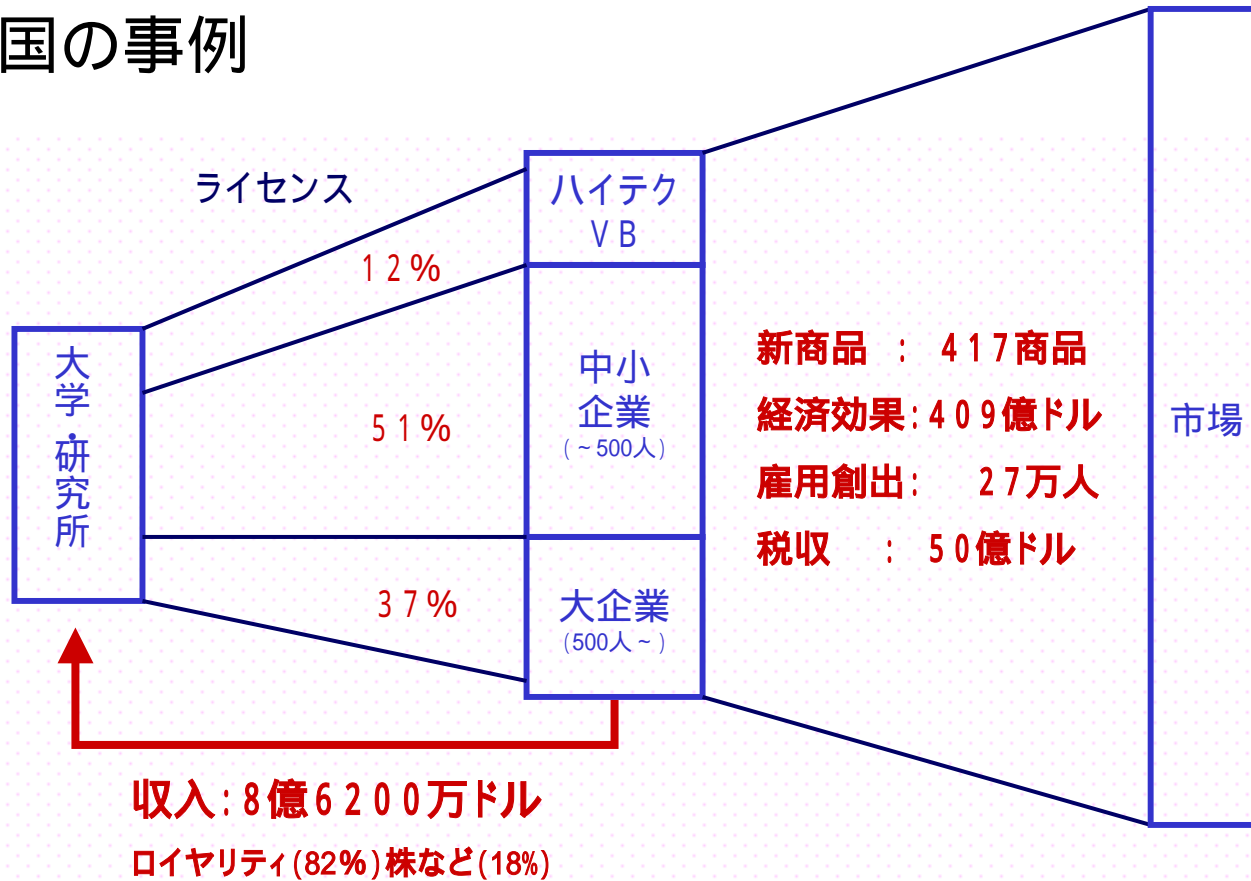 国の事例
ライセンス
ハイテク
ＶＢ
１２％
中小
企業
(～500人)
５１％
大学・研究所
３７％
大企業
(500人～)
新商品　：　４１７商品
経済効果：４０９億ドル
雇用創出：　２７万人
税収　：　５０億ドル
市場
収入：８億６２００万ドル
ロイヤリティ(82%)株など(18%)